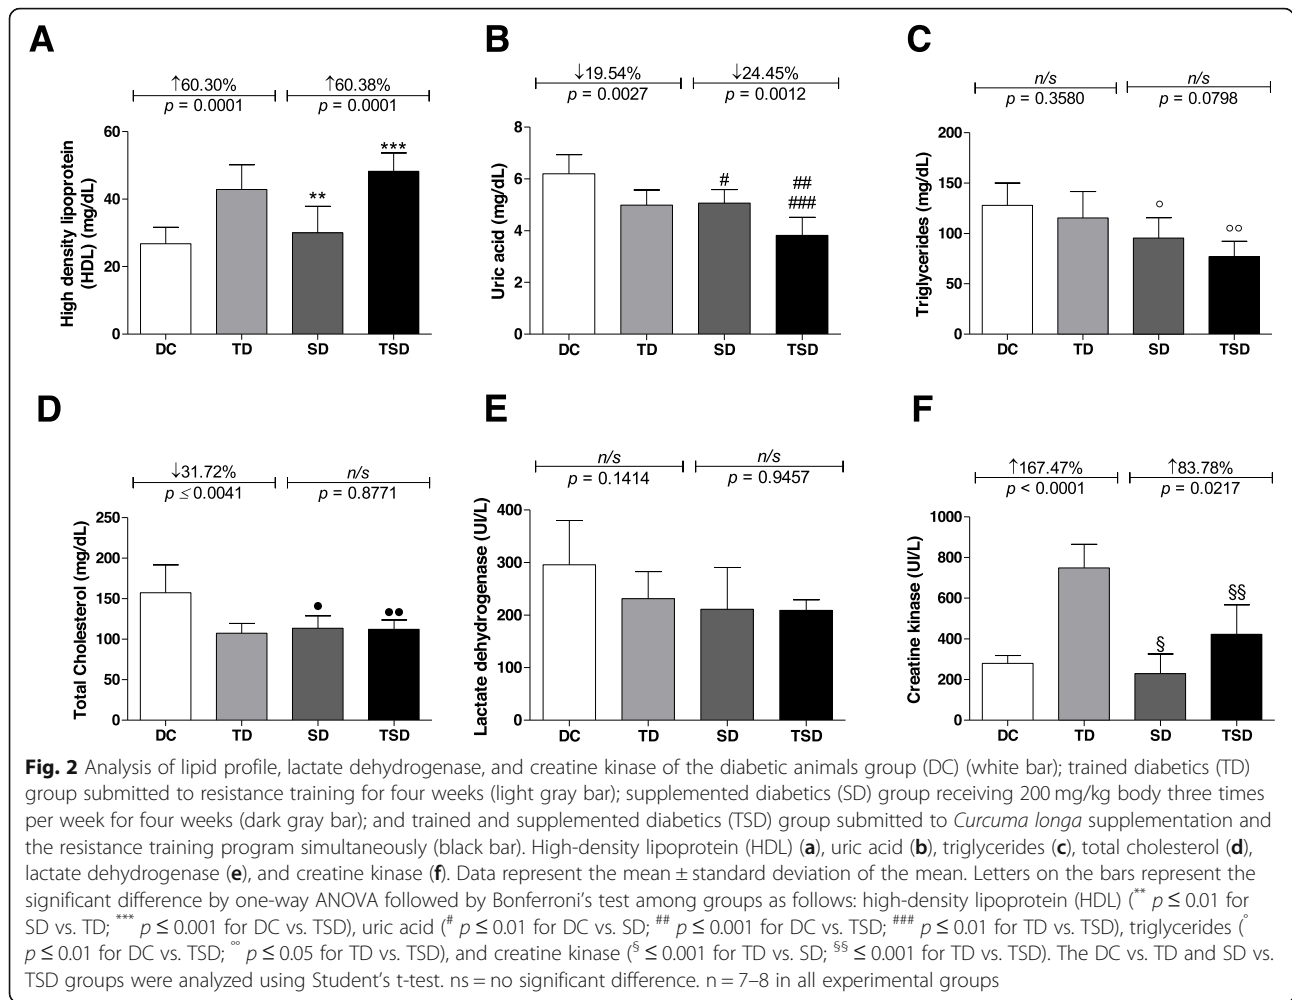 A
↑60.30%
p = 0.0001
↑60.38%
p = 0.0001
High density lipoprotein
(HDL) (mg/dL)
60
40
20
0
**
***
DC
TD
SD
TSD
B
↓19.54%
p = 0.0027
↓24.45%
p = 0.0012
Uric acid (mg/dL)
8
6
4
2
0
#
##
###
DC
TD
SD
TSD
C
n/s
p = 0.3580
n/s
p = 0.0798
Triglycerides (mg/dL)
200
150
100
50
0
°
°°
DC
TD
SD
TSD
D
↓31.72%
p ≤ 0.0041
n/s
p = 0.8771
Total Cholesterol (mg/dL)
250
200
150
100
50
0
●
●●
DC
TD
SD
TSD
E
n/s
p = 0.1414
n/s
p = 0.9457
Lactate dehydrogenase (UI/L)
400
300
200
100
0
DC
TD
SD
TSD
F
↑167.47%
p < 0.0001
↑83.78%
p = 0.0217
Creatine kinase (UI/L)
1000
800
600
400
200
0
§
§§
DC
TD
SD
TSD
Fig. 2 Analysis of lipid profile, lactate dehydrogenase, and creatine kinase of the diabetic animals group (DC) (white bar); trained diabetics (TD)
group submitted to resistance training for four weeks (light gray bar); supplemented diabetics (SD) group receiving 200 mg/kg body three times
per week for four weeks (dark gray bar); and trained and supplemented diabetics (TSD) group submitted to Curcuma longa supplementation and
the resistance training program simultaneously (black bar). High-density lipoprotein (HDL) (a), uric acid (b), triglycerides (c), total cholesterol (d),
lactate dehydrogenase (e), and creatine kinase (f). Data represent the mean ± standard deviation of the mean. Letters on the bars represent the
significant difference by one-way ANOVA followed by Bonferroni's test among groups as follows: high-density lipoprotein (HDL) (** p ≤ 0.01 for
SD vs. TD; *** p ≤ 0.001 for DC vs. TSD), uric acid (# p ≤ 0.01 for DC vs. SD; ## p ≤ 0.001 for DC vs. TSD; ### p ≤ 0.01 for TD vs. TSD), triglycerides (°
p ≤ 0.01 for DC vs. TSD; °° p ≤ 0.05 for TD vs. TSD), and creatine kinase (§ ≤ 0.001 for TD vs. SD; §§ ≤ 0.001 for TD vs. TSD). The DC vs. TD and SD vs.
TSD groups were analyzed using Student's t-test. ns = no significant difference. n = 7–8 in all experimental groups